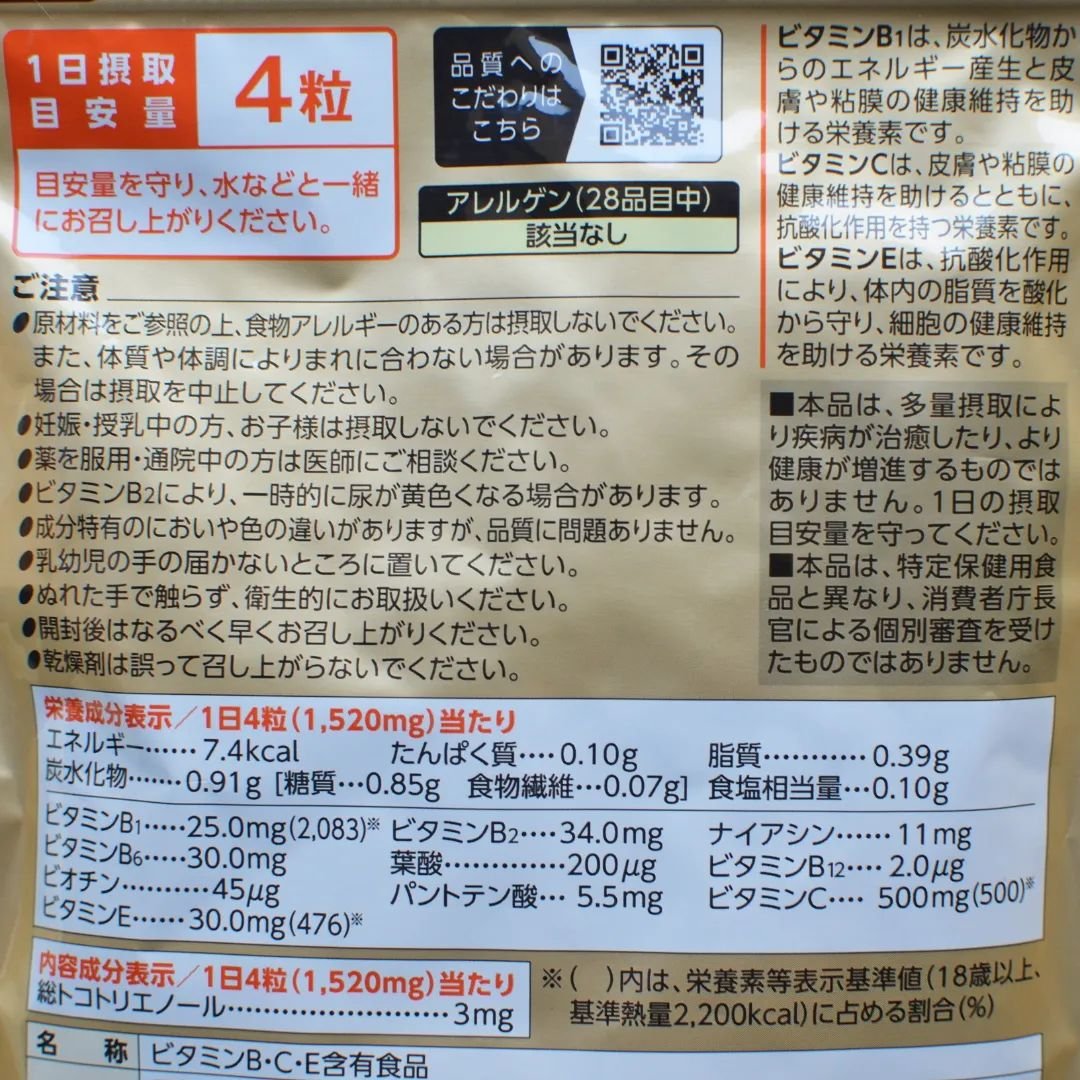 1日摂取
目安量
4粒
目安量を守り、水などと一緒
にお召し上がりください。
品質への
こだわりは
こちら
アレルゲン(28品目中)
該当なし
ご注意
●原材料をご参照の上、食物アレルギーのある方は摂取しないでください。
また、体質や体調によりまれに合わない場合があります。その
場合は摂取を中止してください。
●妊娠・授乳中の方、お子様は摂取しないでください。
●薬を服用・通院中の方は医師にご相談ください。
●ビタミンB2により、一時的に尿が黄色くなる場合があります。
●成分特有のにおいや色の違いがありますが、品質に問題ありません。
●乳幼児の手の届かないところに置いてください。
●ぬれた手で触らず、衛生的にお取扱いください。
●開封後はなるべく早くお召し上がりください。
●乾燥剤は誤って召し上がらないでください。
ビタミンB1は、炭水化物か
らのエネルギー産生と皮
膚や粘膜の健康維持を助
ける栄養素です。
ビタミンCは、皮膚や粘膜の
健康維持を助けるとともに、
抗酸化作用を持つ栄養素です。
ビタミンEは、抗酸化作用
により、体内の脂質を酸化
から守り、細胞の健康維持
を助ける栄養素です。
■本品は、多量摂取によ
り疾病が治癒したり、より
健康が増進するものでは
ありません。1日の摂取
目安量を守ってください。
■本品は、特定保健用食
品と異なり、消費者庁長
官による個別審査を受け
たものではありません。
栄養成分表示/1日4粒(1,520mg)当たり
エネルギー……7.4kcal たんぱく質…‥0.10g 脂質…………0.39g
炭水化物……0.91g [糖質…0.85g 食物繊維…0.07g] 食塩相当量…0.10g
ビタミンB1……25.0mg(2,083)※ ビタミンB2…‥34.0mg ナイアシン……11mg
ビタミンB6……30.0mg 葉酸…………200μg ビタミンB12…‥2.0μg
ビオチン………45μg パントテン酸…5.5mg ビタミンC…‥500mg(500)※
ビタミンE……30.0mg(476)※
内容成分表示/1日4粒(1,520mg)当たり
総トコトリエノール……………………3mg
※( )内は、栄養素等表示基準値(18歳以上、
基準熱量2,200kcal)に占める割合(%)
名称 ビタミンB・C・E含有食品